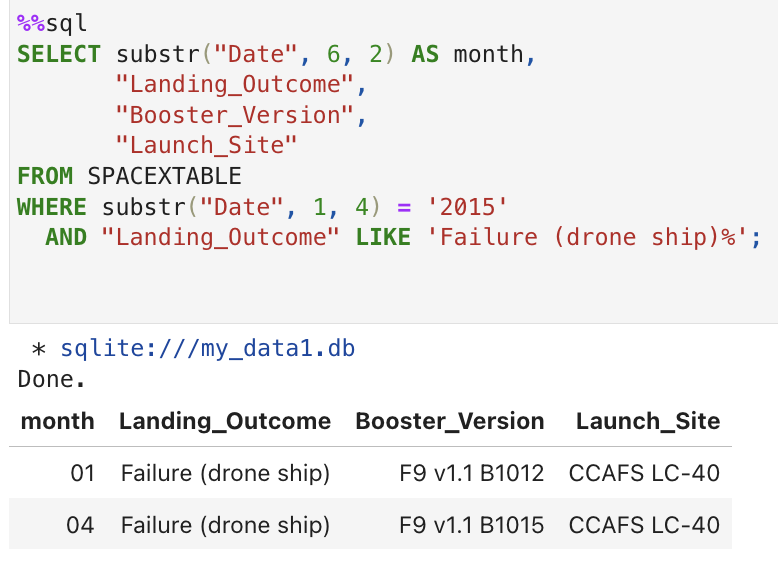 %%sql
SELECT substr("Date", 6, 2) AS month,
       "Landing_Outcome",
       "Booster_Version",
       "Launch_Site"
FROM SPACEXTABLE
WHERE substr("Date", 1, 4) = '2015'
  AND "Landing_Outcome" LIKE 'Failure (drone ship)%';
* sqlite:///my_data1.db
Done.
month Landing_Outcome Booster_Version Launch_Site
01 Failure (drone ship) F9 v1.1 B1012 CCAFS LC-40
04 Failure (drone ship) F9 v1.1 B1015 CCAFS LC-40